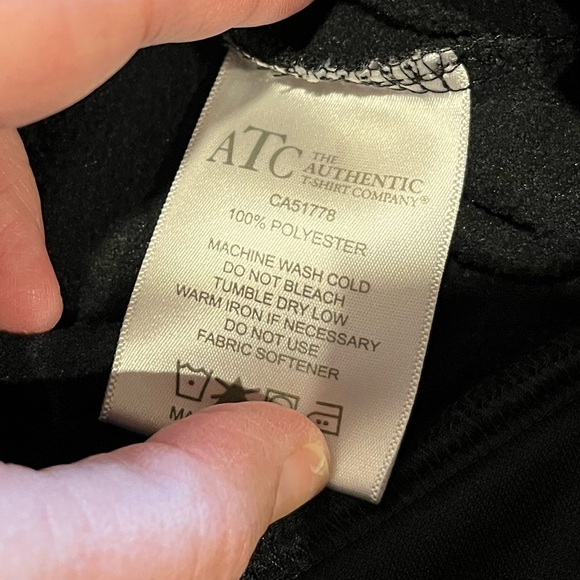 ATC THE
AUTHENTIC
T-SHIRT COMPANY®
CA51778
100% POLYESTER
MACHINE WASH COLD
DO NOT BLEACH
TUMBLE DRY LOW
WARM IRON IF NECESSARY
DO NOT USE
FABRIC SOFTENER